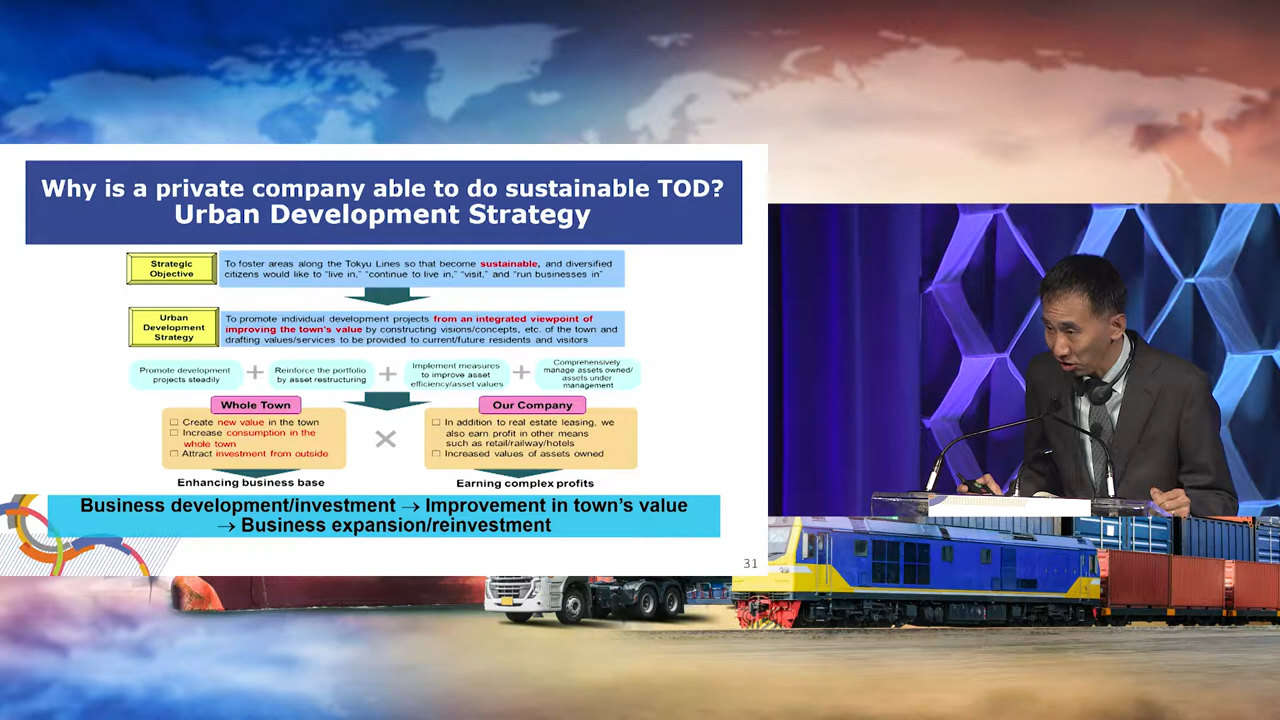 Why is a private company able to do sustainable TOD?
Urban Development Strategy
Strategic
Objective
To foster areas along the Tokyu Lines so that become sustainable, and diversified
citizens would like to "live in," "continue to live in," "visit," and "run businesses in"
Urban
Development
Strategy
To promote individual development projects from an integrated viewpoint of
improving the town's value by constructing visions/concepts, etc. of the town and
drafting values/services to be provided to current/future residents and visitors
Promote development
projects steadily
+
Reinforce the portfolio
by asset restructuring
+
Implement measures
to improve asset
efficiency/asset values
+
Comprehensively
manage assets owned/
assets under
management
Whole Town
☐ Create new value in the town
☐ Increase consumption in the
whole town
☐ Attract investment from outside
×
Our Company
☐ In addition to real estate leasing, we
also earn profit in other means
such as retail/railway/hotels
☐ Increased values of assets owned
Enhancing business base
Earning complex profits
Business development/investment → Improvement in town's value
→ Business expansion/reinvestment
31